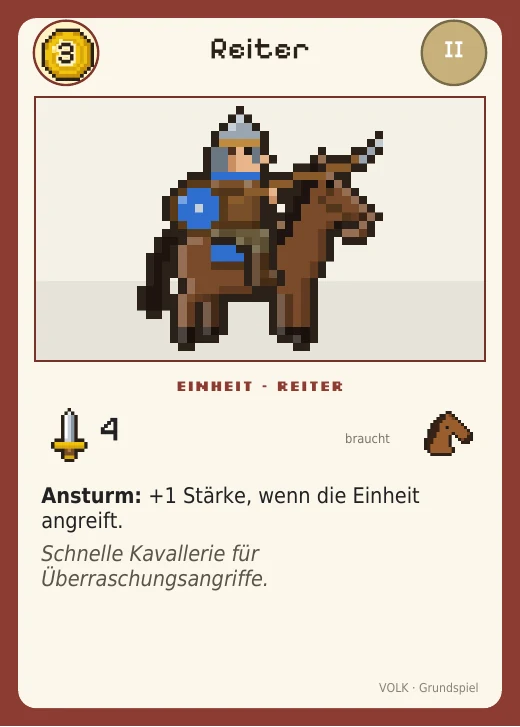 3
Reiter
II
EINHEIT - REITER
4
braucht
Ansturm: +1 Stärke, wenn die Einheit
angreift.
Schnelle Kavallerie für
Überraschungsangriffe.
VOLK · Grundspiel